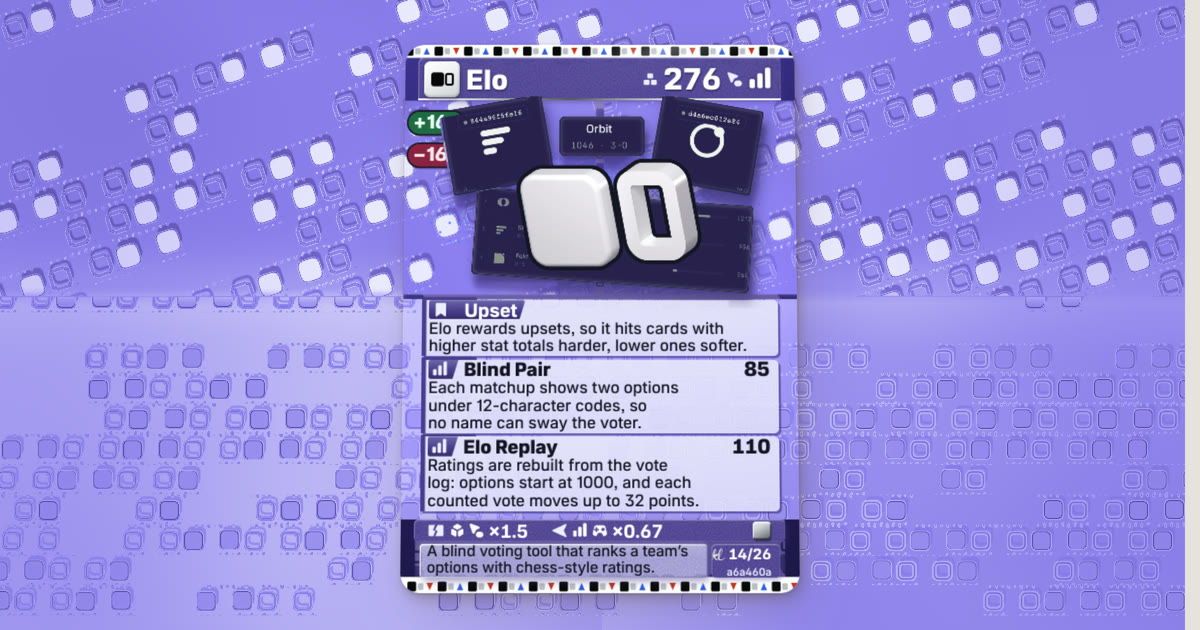 Elo
276
+16
-16
Orbit
1046 · 3-0
Upset
Elo rewards upsets, so it hits cards with
higher stat totals harder, lower ones softer.
Blind Pair 85
Each matchup shows two options
under 12-character codes, so
no name can sway the voter.
Elo Replay 110
Ratings are rebuilt from the vote
log: options start at 1000, and each
counted vote moves up to 32 points.
×1.5 ×0.67
A blind voting tool that ranks a team's
options with chess-style ratings.
14/26
a6a460a